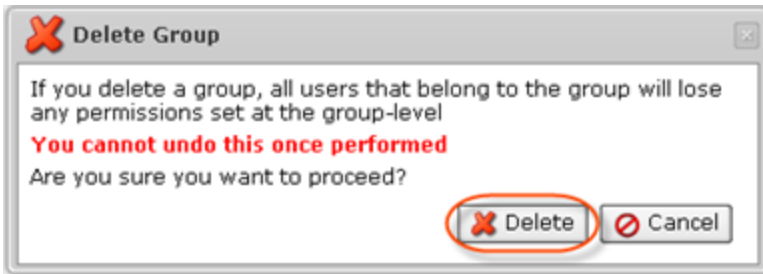 Delete Group
If you delete a group, all users that belong to the group will lose
any permissions set at the group-level
You cannot undo this once performed
Are you sure you want to proceed?
Delete Cancel